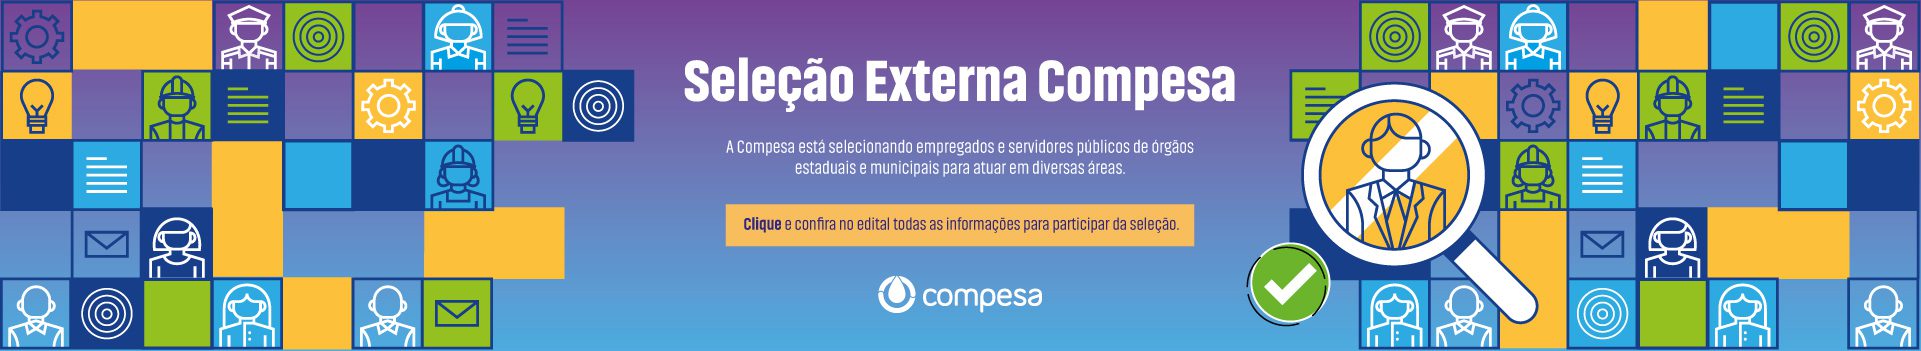 Seleção Externa Compesa
A Compesa está selecionando empregados e servidores públicos de órgãos
estaduais e municipais para atuar em diversas áreas.
Clique e confira no edital todas as informações para participar da seleção.
compesa